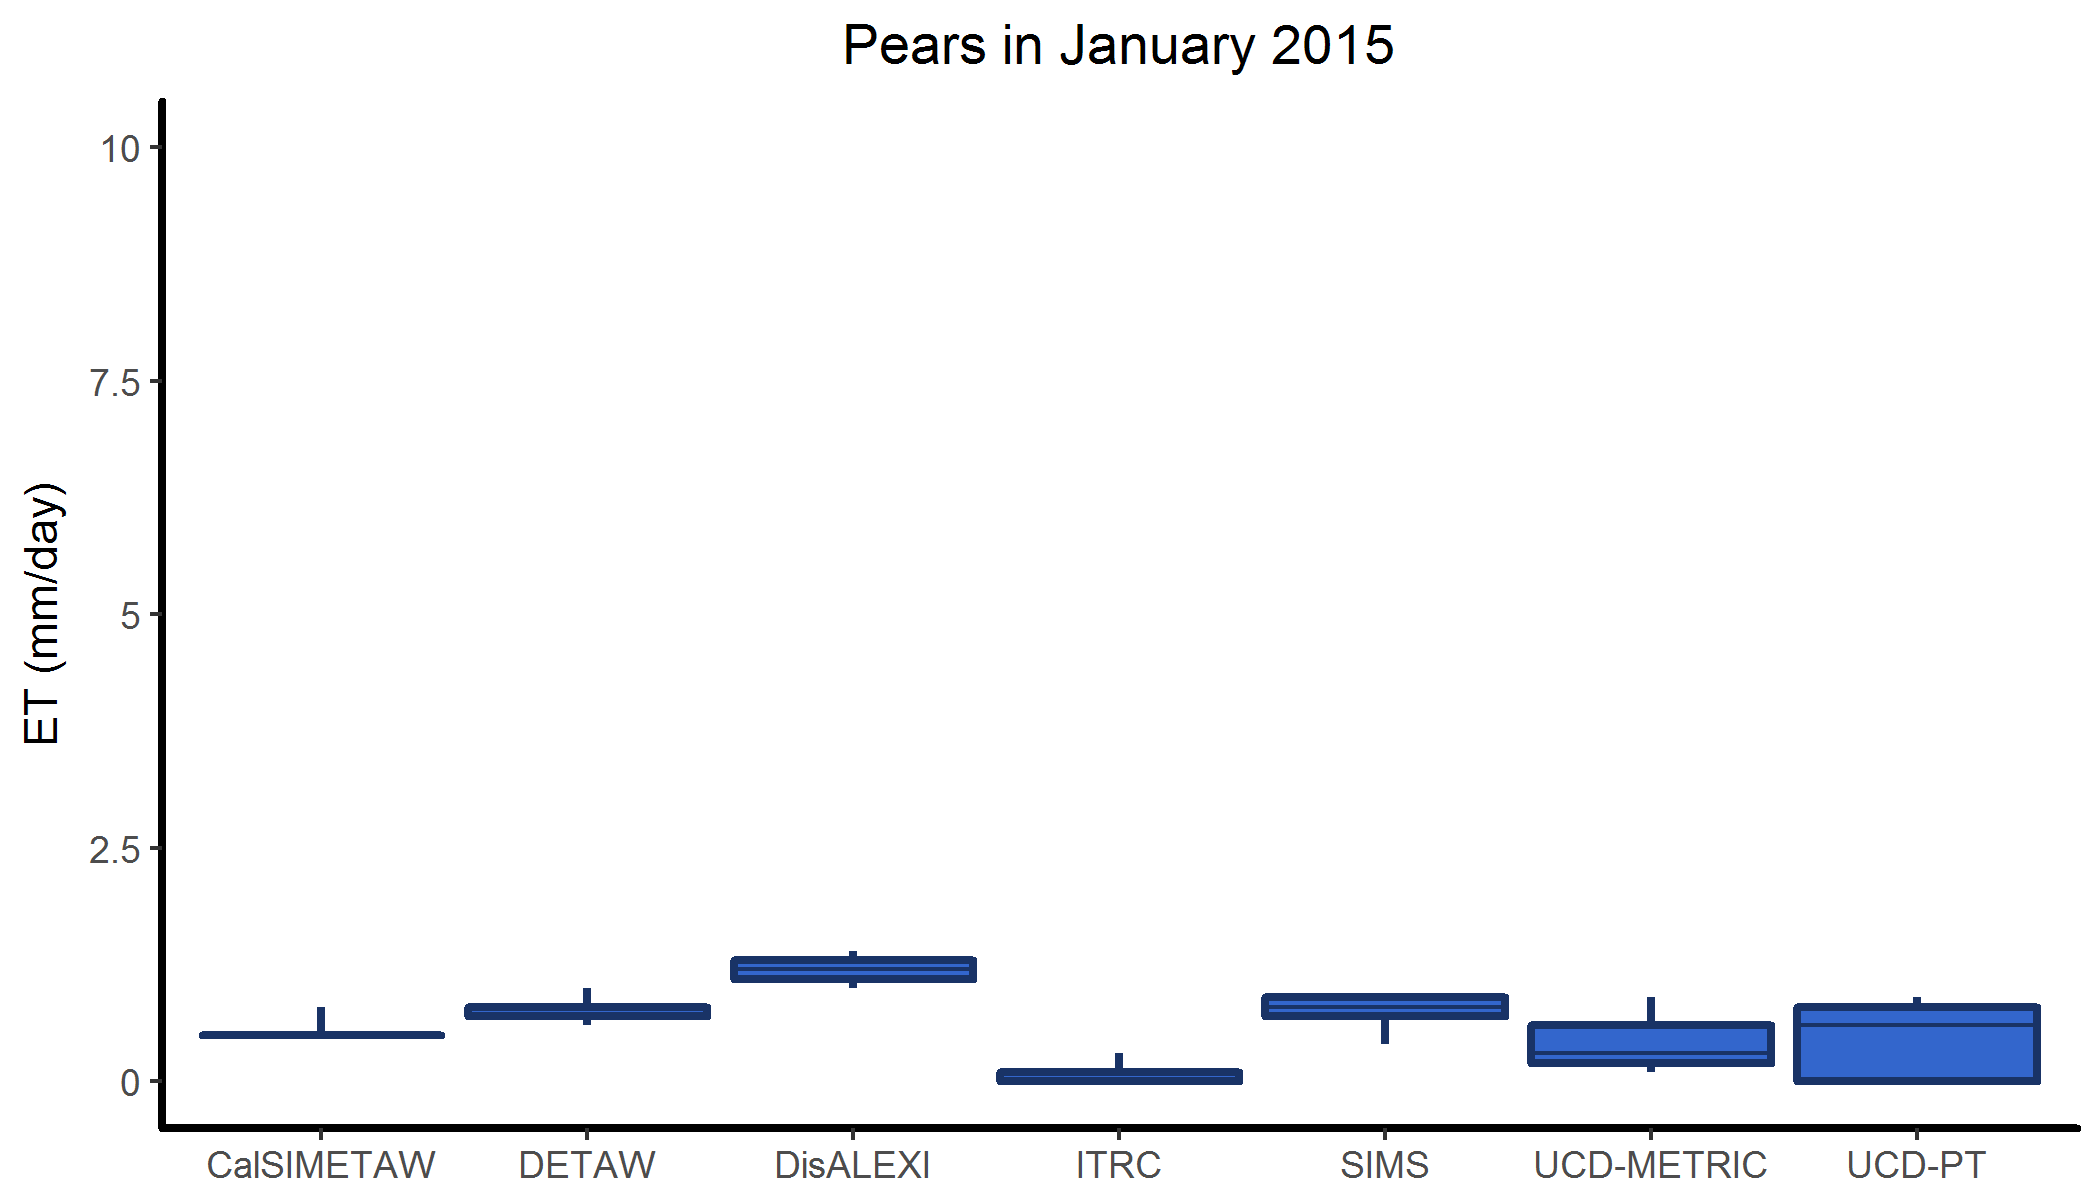 Pears in January 2015
ET (mm/day)
10
7.5
5
2.5
0
CalSIMETAW DETAW DisALEXI ITRC SIMS UCD-METRIC UCD-PT